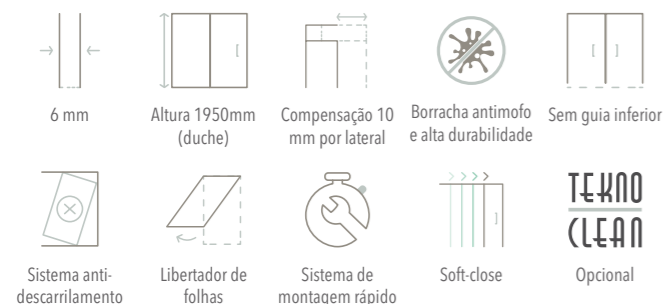 6 mm
Altura 1950mm
(duche)
Compensação 10
mm por lateral
Borracha antimofo
e alta durabilidade
Sem guia inferior
Sistema anti-
descarrilamento
Libertador de
folhas
Sistema de
montagem rápido
Soft-close
TEKNO
CLEAN
Opcional